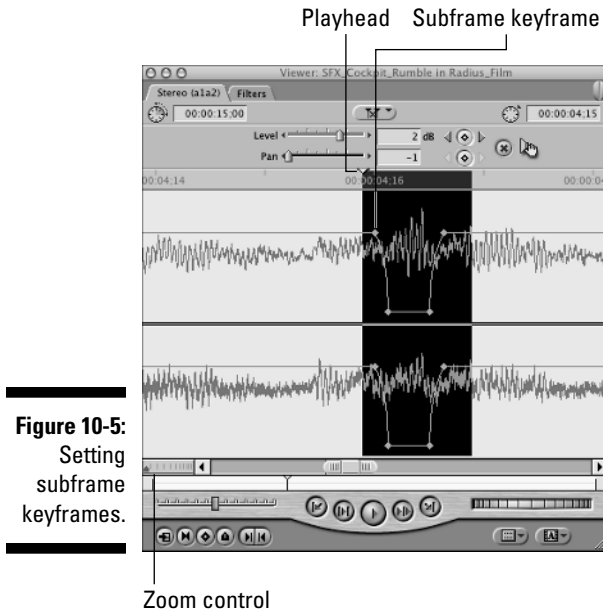 Playhead Subframe keyframe
Viewer: SFX_Cockpit_Rumble in Radius_Film
Stereo (a1a2) Filters
00:00:15;00 00:00:04;15
Level 2 dB
Pan -1
00:00:04;14 00:00:04;16 00:00:0
Figure 10-5:
Setting
subframe
keyframes.
Zoom control